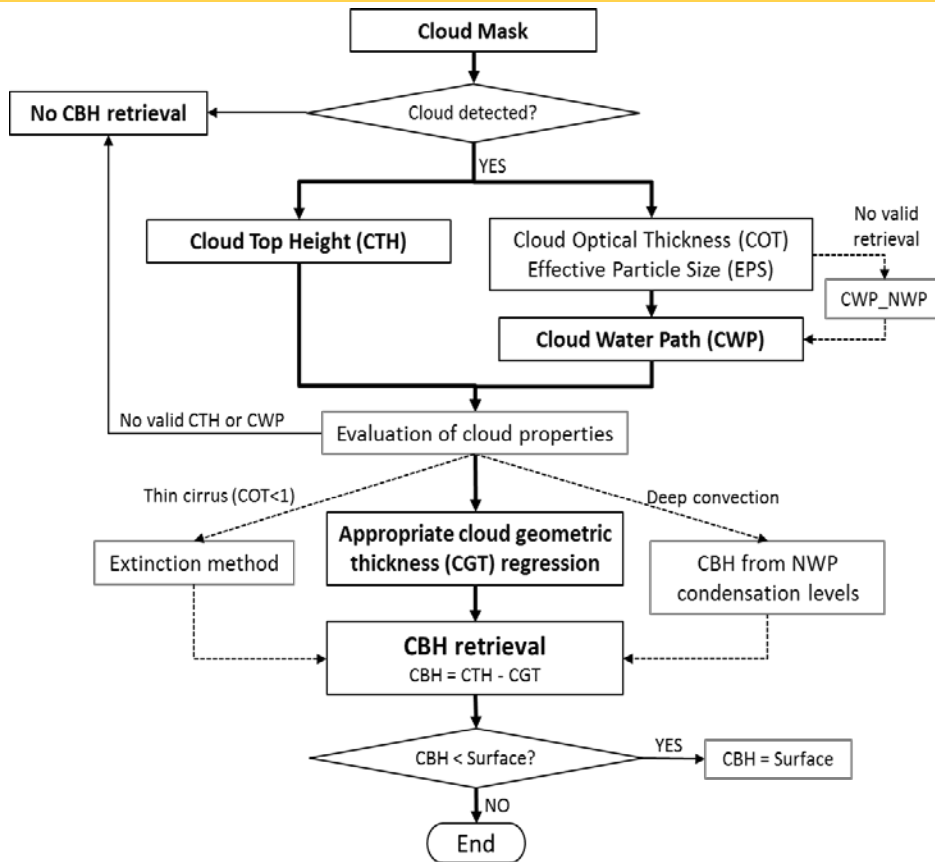 Cloud Mask
Cloud detected?
No CBH retrieval
YES
Cloud Top Height (CTH)
Cloud Optical Thickness (COT)
Effective Particle Size (EPS)
No valid
retrieval
CWP_NWP
Cloud Water Path (CWP)
No valid CTH or CWP
Evaluation of cloud properties
Thin cirrus (COT<1)
Deep convection
Extinction method
Appropriate cloud geometric
thickness (CGT) regression
CBH from NWP
condensation levels
CBH retrieval
CBH = CTH - CGT
CBH < Surface?
YES
CBH = Surface
NO
End